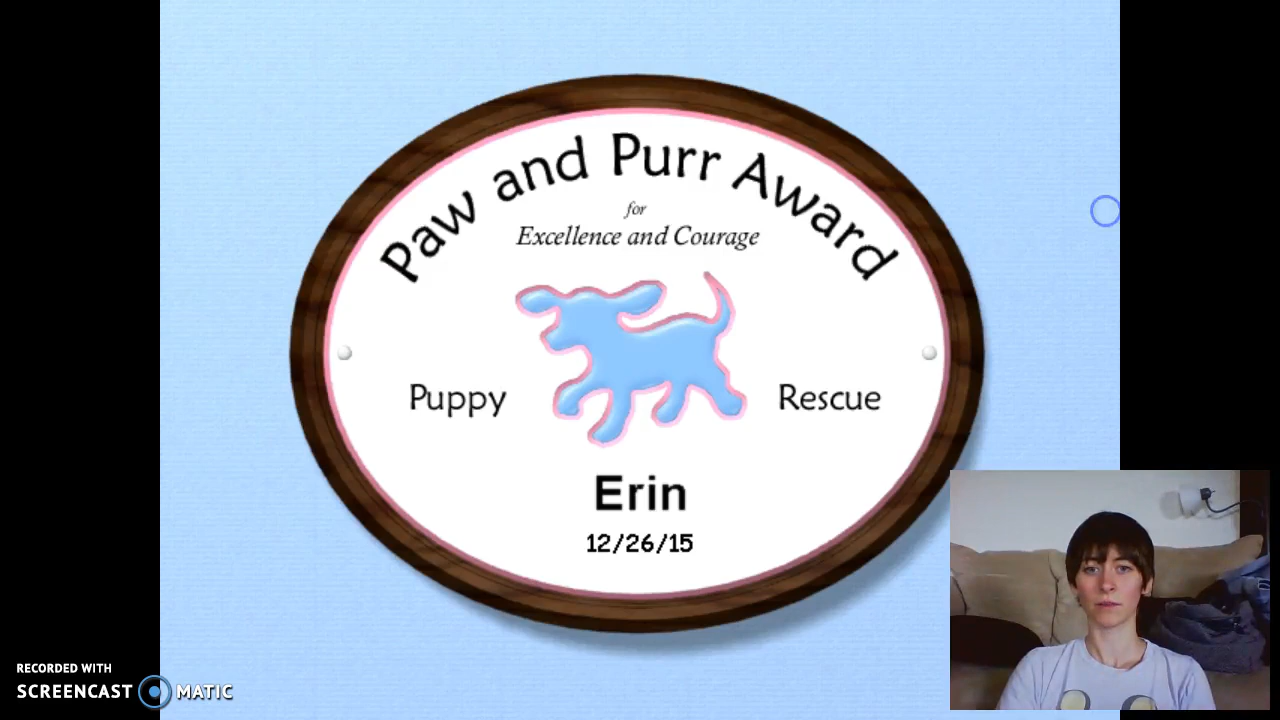 Paw and Purr Award
for
Excellence and Courage
Puppy Rescue
Erin
12/26/15
RECORDED WITH
SCREENCAST MATIC